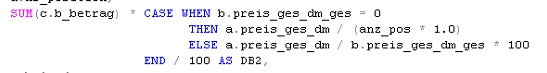 SUM(c.b_betrag) * CASE WHEN b.preis_ges_dm_ges = 0
THEN a.preis_ges_dm / (anz_pos * 1.0)
ELSE a.preis_ges_dm / b.preis_ges_dm_ges * 100
END / 100 AS DB2,